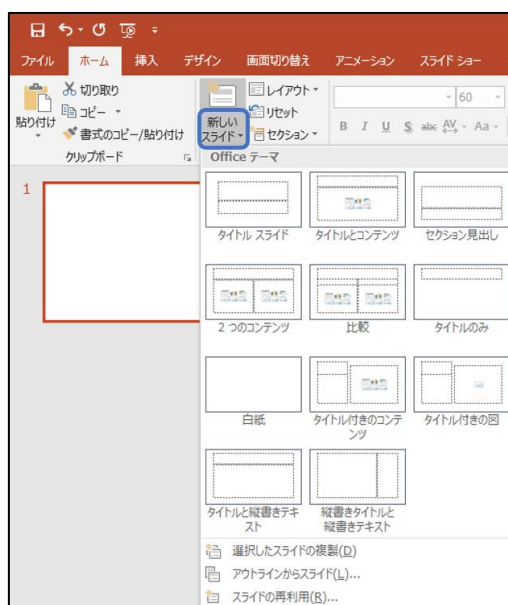 ファイル ホーム 挿入 デザイン 画面切り替え アニメーション スライド ショー
切り取り
コピー
書式のコピー/貼り付け
貼り付け
クリップボード
新しい
スライド
レイアウト
リセット
セクション
60
B I U S abc AV Aa
Office テーマ
1
タイトル スライド タイトルとコンテンツ セクション見出し
2 つのコンテンツ 比較 タイトルのみ
白紙 タイトル付きのコンテ
ンツ タイトル付きの図
タイトルと縦書きテキ
スト 縦書きタイトルと
縦書きテキスト
選択したスライドの複製(D)
アウトラインからスライド(L)...
スライドの再利用(R)...